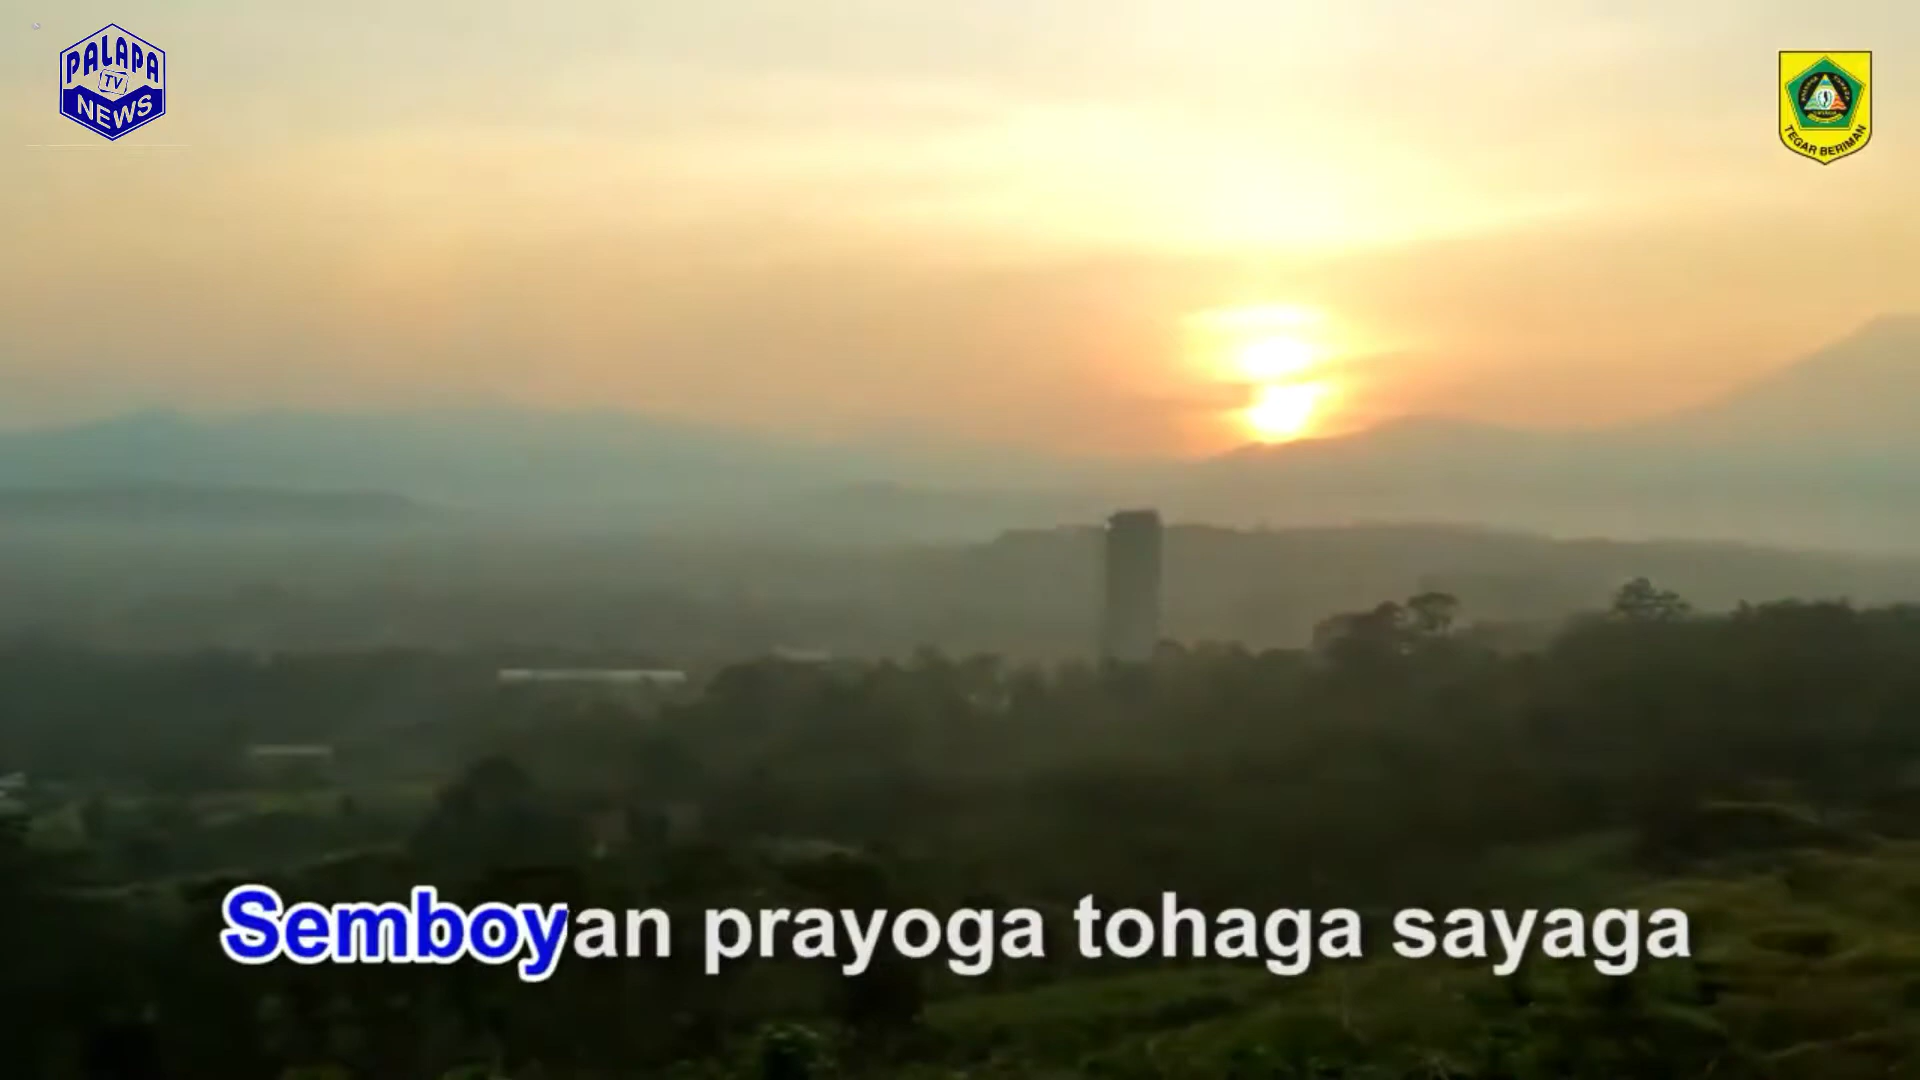 PALAPA
TV
NEWS
TEGAR BERIMAN
Semboyan prayoga tohaga sayaga